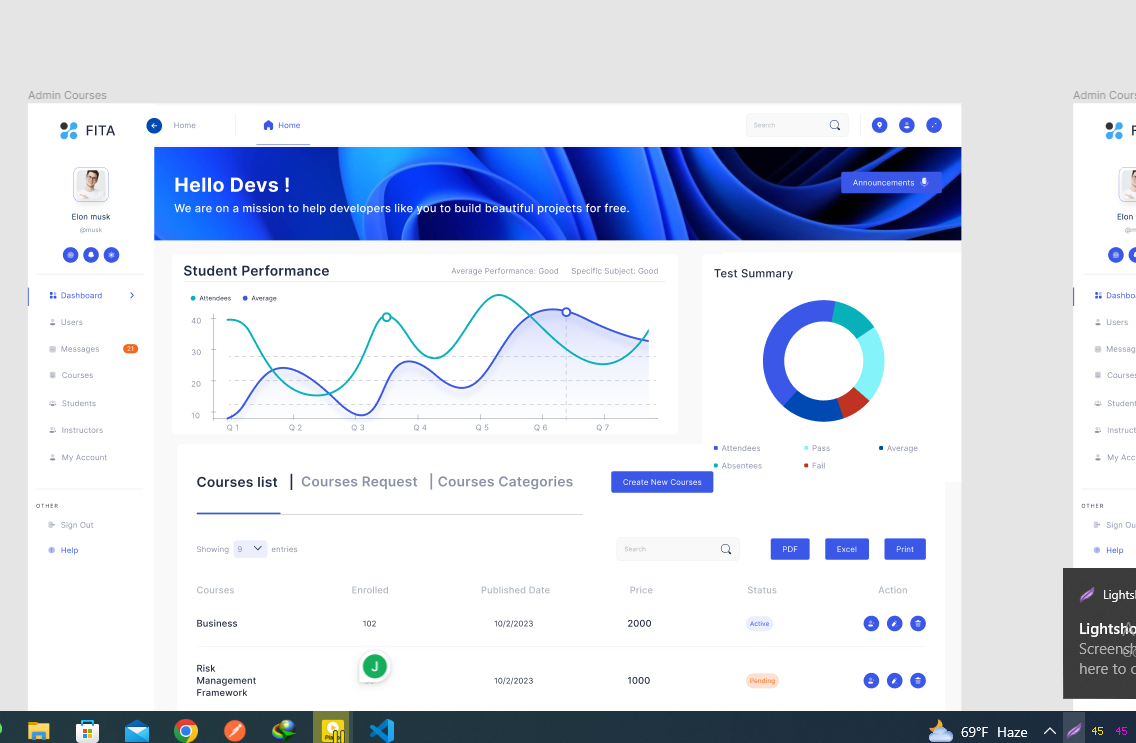 Admin Courses
FITA
Home
Home
Search
Elon musk
@musk
Hello Devs !
We are on a mission to help developers like you to build beautiful projects for free.
Announcements
Dashboard
Users
Messages 21
Courses
Students
Instructors
My Account
OTHER
Sign Out
Help
Student Performance
Average Performance: Good
Specific Subject: Good
Attendees
Average
40
30
20
10
Q 1
Q 2
Q 3
Q 4
Q 5
Q 6
Q 7
Test Summary
Attendees
Pass
Average
Absentees
Fail
Courses list | Courses Request | Courses Categories
Create New Courses
Showing 9 entries
Search
PDF
Excel
Print
Courses Enrolled Published Date Price Status Action
Business 102 10/2/2023 2000 Active
Risk
Management
Framework
J
10/2/2023 1000 Pending
Admin Cours
F
Elon
Dashbo
Users
Messag
Courses
Student
Instruct
My Acc
OTHER
Sign Ou
Help
Lightsh
Lightsho
Screensh
here to c
69°F Haze
45
45